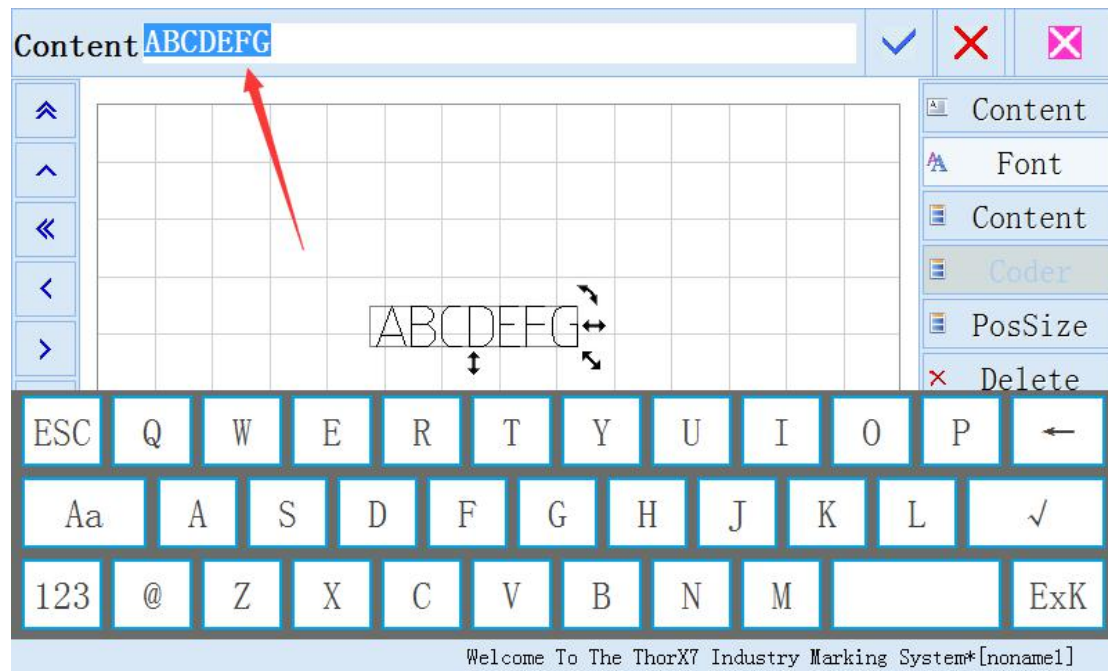 Content ABCDEFG
Content
Font
Content
Coder
PosSize
Delete
ABCDEFG
ESC Q W E R T Y U I O P ←
Aa A S D F G H J K L √
123 @ Z X C V B N M ExK
Welcome To The ThorX7 Industry Marking System*[noname1]